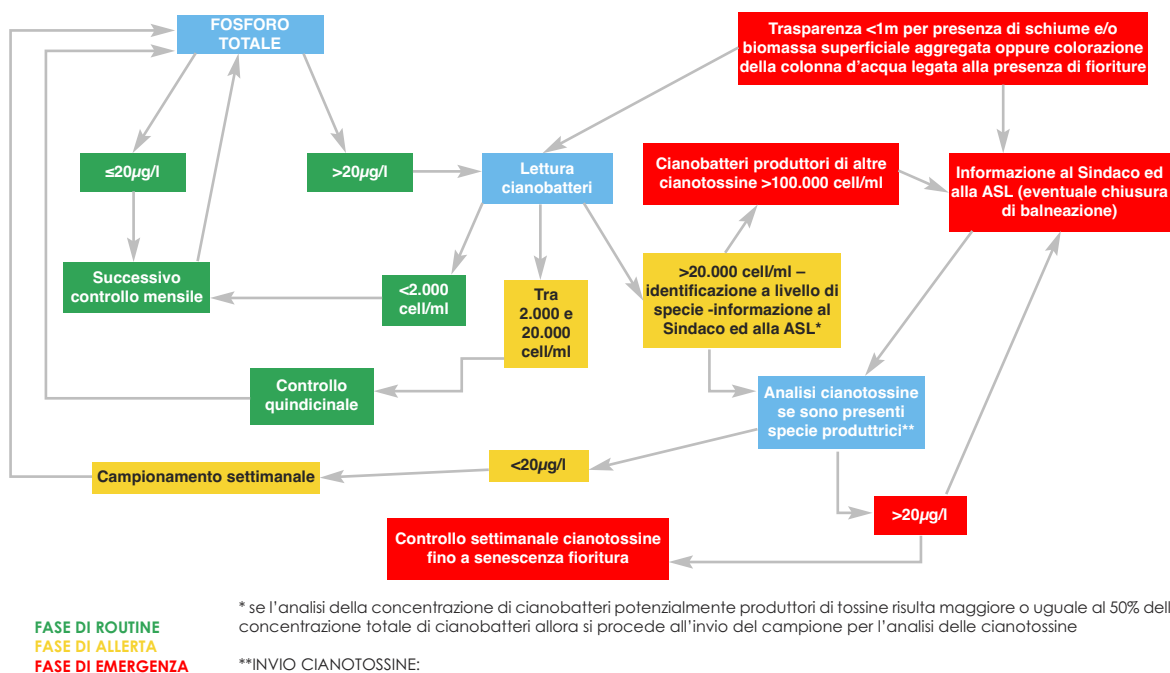 FOSFORO
TOTALE
Trasparenza <1m per presenza di schiume e/o
biomassa superficiale aggregata oppure colorazione
della colonna d'acqua legata alla presenza di fioriture
≤20µg/l
>20µg/l
Lettura
cianobatteri
Cianobatteri produttori di altre
cianotossine >100.000 cell/ml
Informazione al Sindaco ed
alla ASL (eventuale chiusura
di balneazione)
Successivo
controllo mensile
<2.000
cell/ml
Tra
2.000 e
20.000
cell/ml
>20.000 cell/ml –
identificazione a livello di
specie -informazione al
Sindaco ed alla ASL*
Controllo
quindicinale
Analisi cianotossine
se sono presenti
specie produttrici**
Campionamento settimanale
<20µg/l
>20µg/l
Controllo settimanale cianotossine
fino a senescenza fioritura
FASE DI ROUTINE
FASE DI ALLERTA
FASE DI EMERGENZA
* se l'analisi della concentrazione di cianobatteri potenzialmente produttori di tossine risulta maggiore o uguale al 50% dell
concentrazione totale di cianobatteri allora si procede all'invio del campione per l'analisi delle cianotossine
**INVIO CIANOTOSSINE: